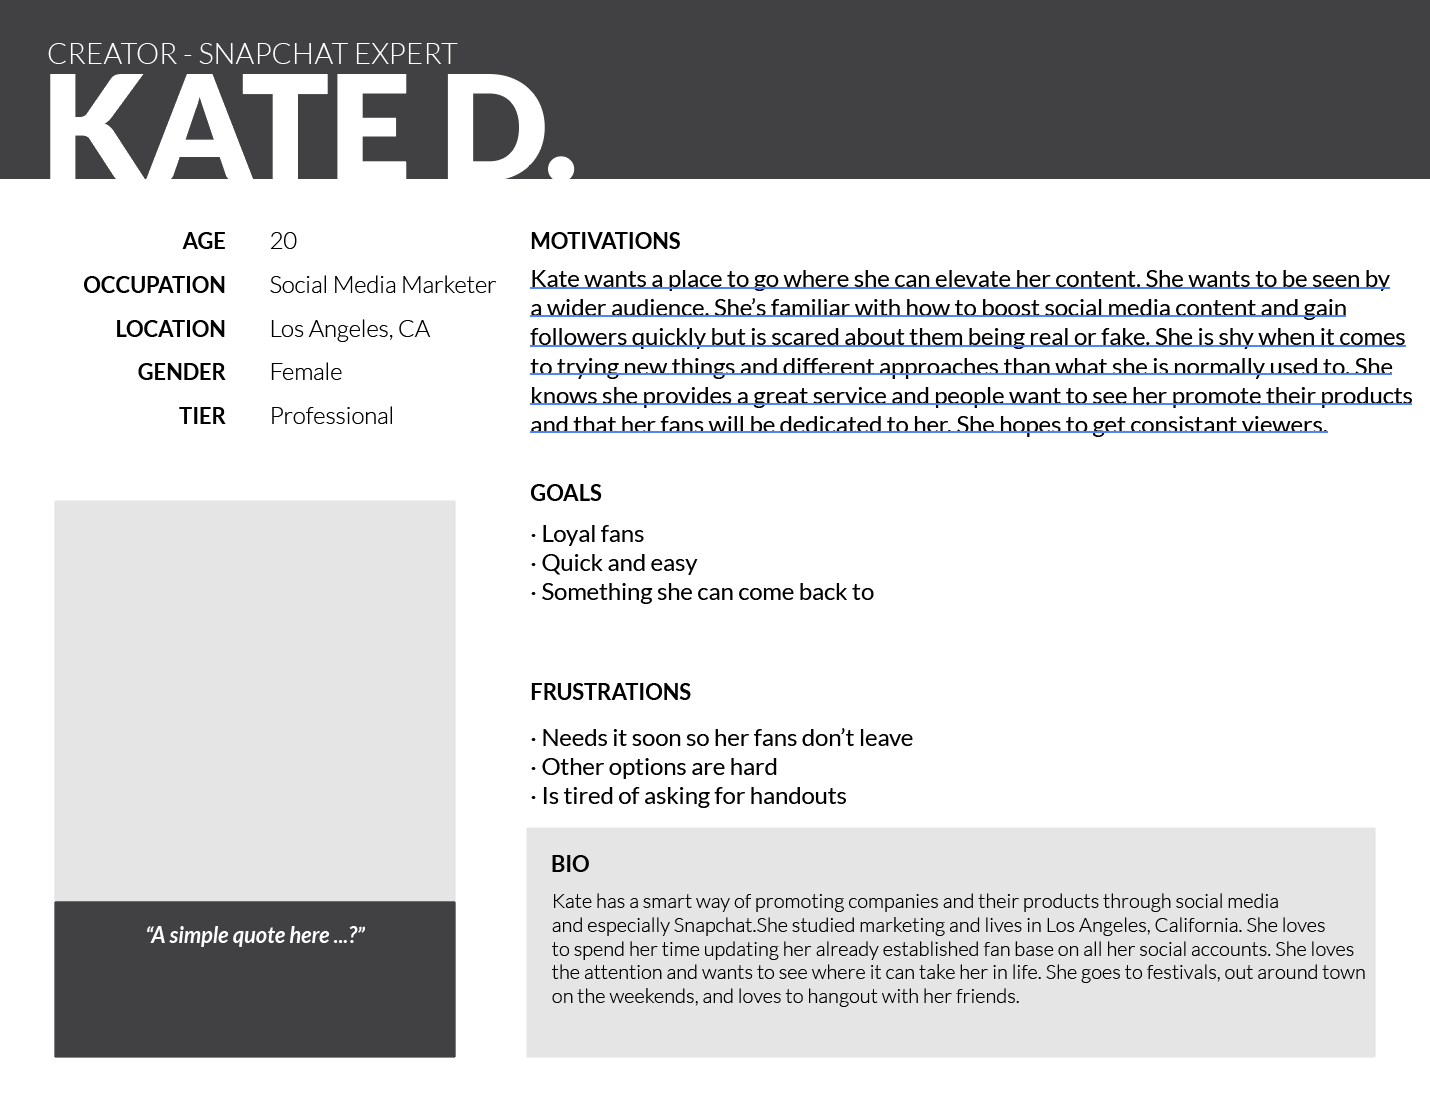 CREATOR - SNAPCHAT EXPERT
KATE D.
AGE 20
OCCUPATION Social Media Marketer
LOCATION Los Angeles, CA
GENDER Female
TIER Professional
“A simple quote here ...?”
MOTIVATIONS
Kate wants a place to go where she can elevate her content. She wants to be seen by
a wider audience. She’s familiar with how to boost social media content and gain
followers quickly but is scared about them being real or fake. She is shy when it comes
to trying new things and different approaches than what she is normally used to. She
knows she provides a great service and people want to see her promote their products
and that her fans will be dedicated to her. She hopes to get consistant viewers.
GOALS
· Loyal fans
· Quick and easy
· Something she can come back to
FRUSTRATIONS
· Needs it soon so her fans don’t leave
· Other options are hard
· Is tired of asking for handouts
BIO
Kate has a smart way of promoting companies and their products through social media
and especially Snapchat.She studied marketing and lives in Los Angeles, California. She loves
to spend her time updating her already established fan base on all her social accounts. She loves
the attention and wants to see where it can take her in life. She goes to festivals, out around town
on the weekends, and loves to hangout with her friends.